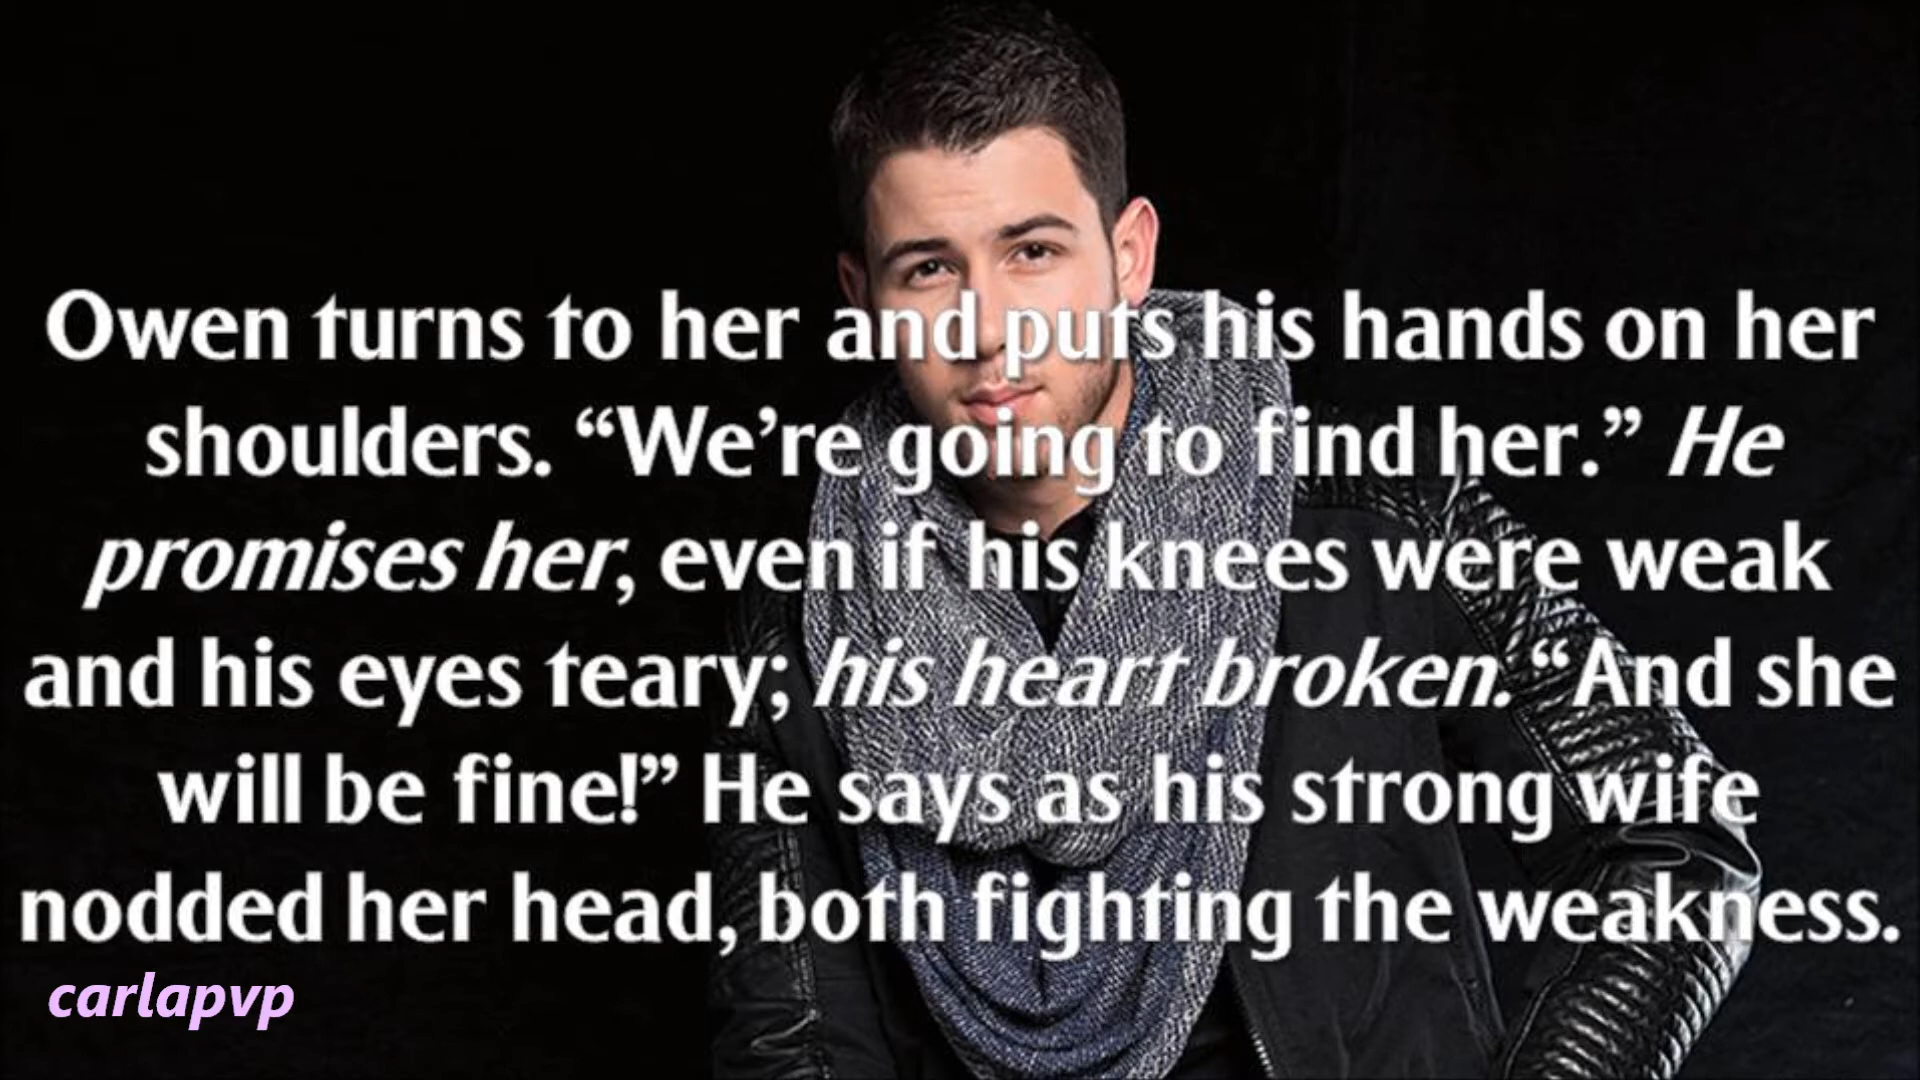 Owen turns to her and puts his hands on her
shoulders. “We’re going to find her.” He
promises her, even if his knees were weak
and his eyes teary; his heart broken. “And she
will be fine!” He says as his strong wife
nodded her head, both fighting the weakness.
carlapvp